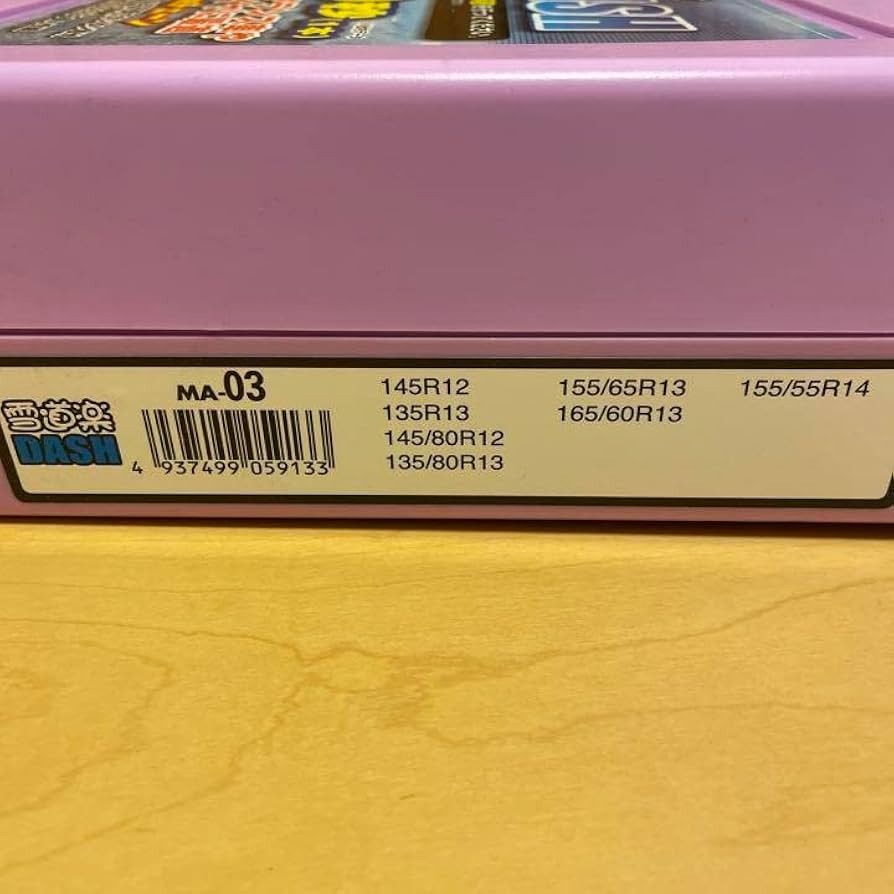 DASH
雪道楽
DASH
MA-03
4 937499 059133
145R12
135R13
145/80R12
135/80R13
155/65R13
165/60R13
155/55R14